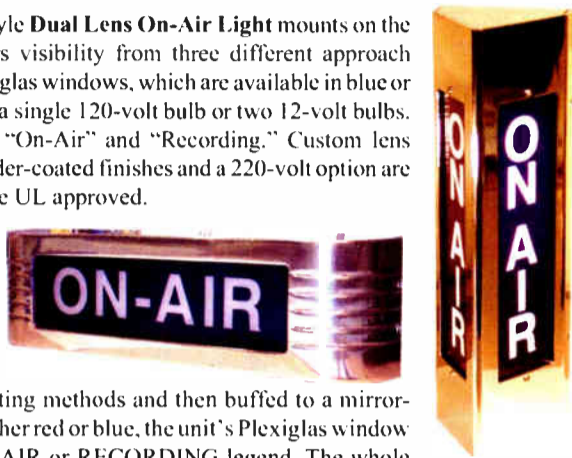 yle Dual Lens On-Air Light mounts on the
s visibility from three different approach
glas windows, which are available in blue or
a single 120-volt bulb or two 12-volt bulbs.
"On-Air" and "Recording." Custom lens
der-coated finishes and a 220-volt option are
e UL approved.
ON-AIR
ON AIR
ON AIR
ting methods and then buffed to a mirror-
her red or blue, the unit's Plexiglas window
AIR or RECORDING legend. The whole